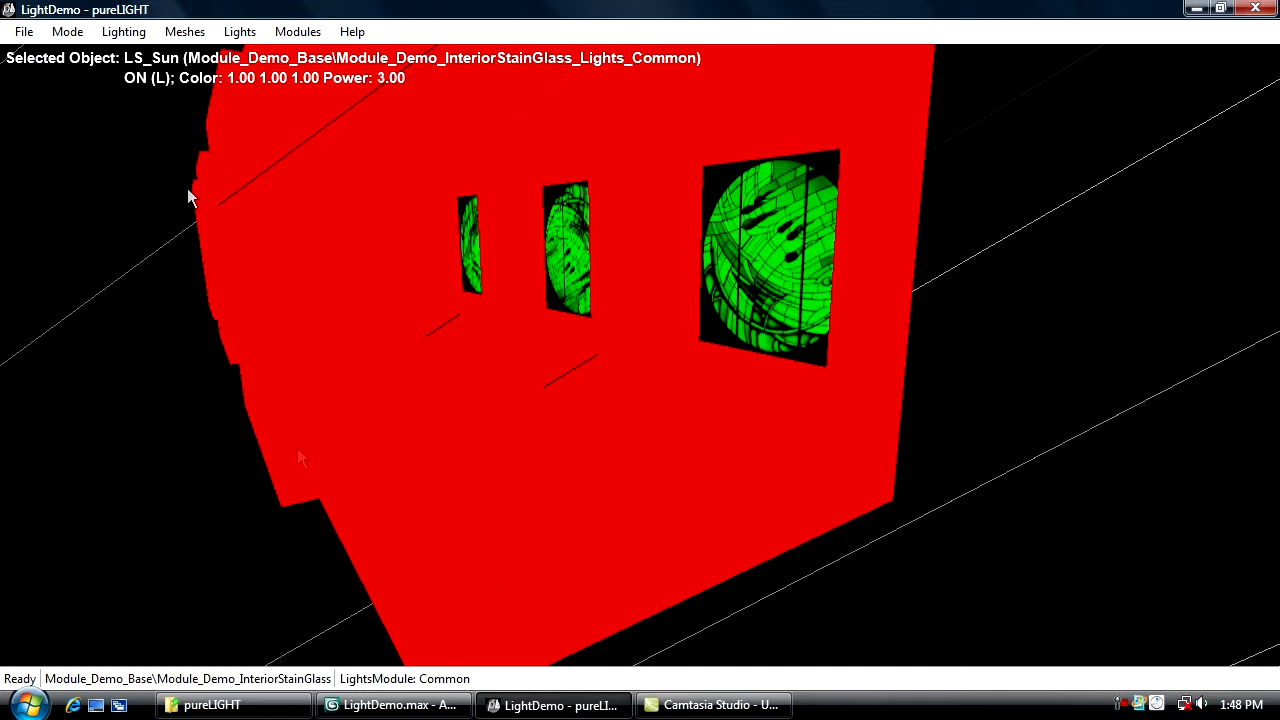 LightDemo - pureLIGHT
File Mode Lighting Meshes Lights Modules Help
Selected Object: LS_Sun (Module_Demo_Base\Module_Demo_InteriorStainGlass_Lights_Common)
ON (L); Color: 1.00 1.00 1.00 Power: 3.00
Ready Module_Demo_Base\Module_Demo_InteriorStainGlass LightsModule: Common
pureLIGHT LightDemo.max - A... LightDemo - pureLI... Camtasia Studio - U... 1:48 PM